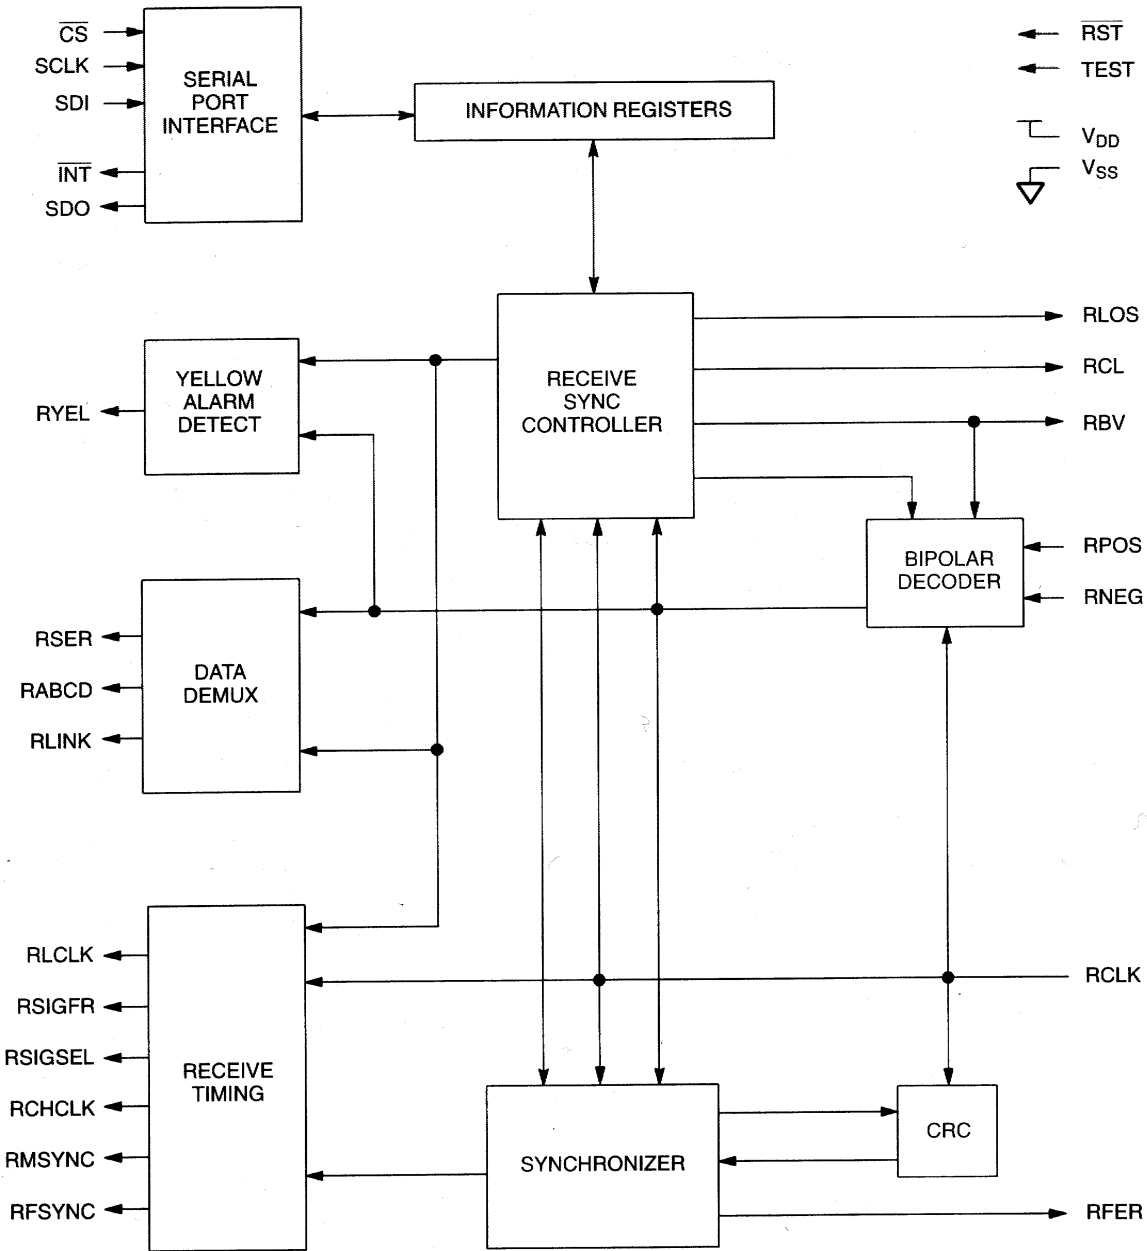 CS
SCLK
SDI
INT
SDO
SERIAL
PORT
INTERFACE
INFORMATION REGISTERS
RST
TEST
VDD
VSS
RYEL
YELLOW
ALARM
DETECT
RECEIVE
SYNC
CONTROLLER
RLOS
RCL
RBV
BIPOLAR
DECODER
RPOS
RNEG
RSER
RABCD
RLINK
DATA
DEMUX
RLCLK
RSIGFR
RSIGSEL
RCHCLK
RMSYNC
RFSYNC
RECEIVE
TIMING
RCLK
SYNCHRONIZER
CRC
RFER